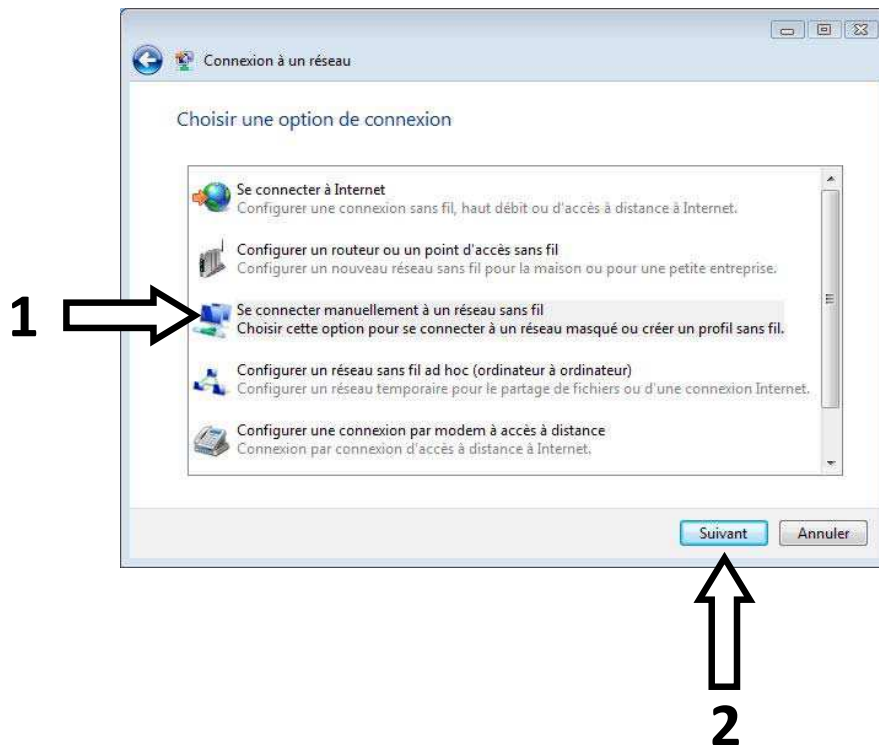 Connexion à un réseau
Choisir une option de connexion
Se connecter à Internet
Configurer une connexion sans fil, haut débit ou d'accès à distance à Internet.
Configurer un routeur ou un point d'accès sans fil
Configurer un nouveau réseau sans fil pour la maison ou pour une petite entreprise.
1
Se connecter manuellement à un réseau sans fil
Choisir cette option pour se connecter à un réseau masqué ou créer un profil sans fil.
Configurer un réseau sans fil ad hoc (ordinateur à ordinateur)
Configurer un réseau temporaire pour le partage de fichiers ou d'une connexion Internet.
Configurer une connexion par modem à accès à distance
Connexion par connexion d'accès à distance à Internet.
Suivant Annuler
2